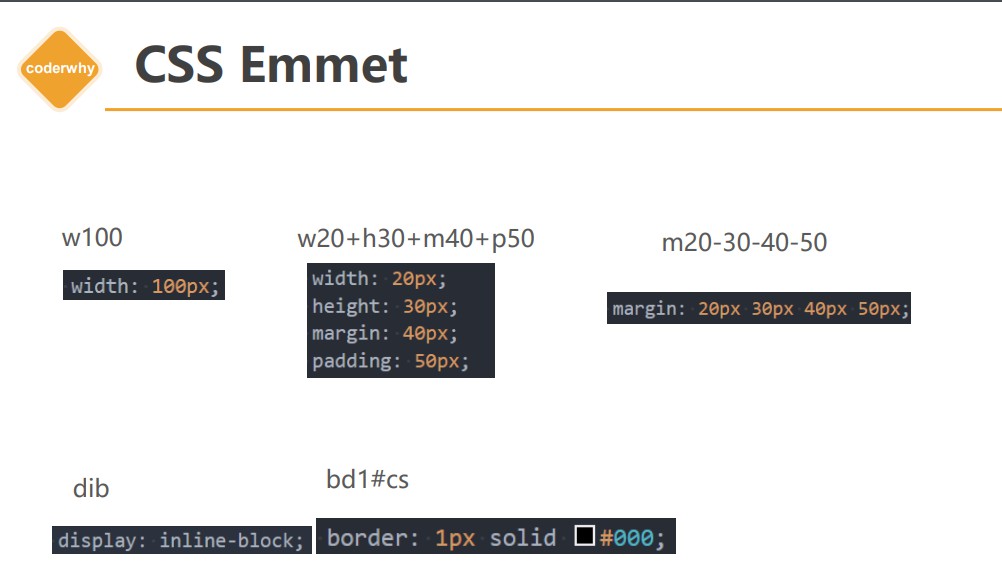 coderwhy
CSS Emmet
w100
width: 100px;
w20+h30+m40+p50
width: 20px;
height: 30px;
margin: 40px;
padding: 50px;
m20-30-40-50
margin: 20px 30px 40px 50px;
dib
display: inline-block;
bd1#cs
border: 1px solid #000;